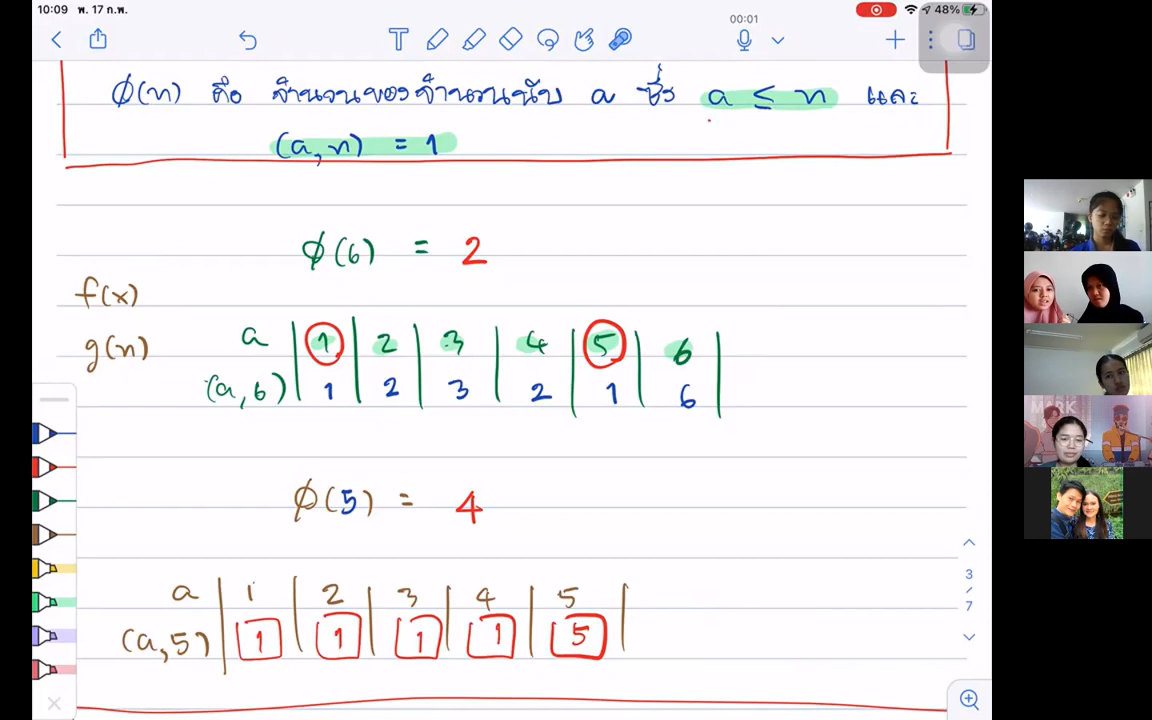 10:09 พ. 17 ก.พ.
48%
00:01
ϕ(n) คือ จำนวนของจำนวนนับ a ซึ่ง a ≤ n และ
(a, n) = 1
ϕ(6) = 2
f(x)
g(n)
a | 1 | 2 | 3 | 4 | 5 | 6 |
(a, 6) | 1 | 2 | 3 | 2 | 1 | 6 |
ϕ(5) = 4
a | 1 | 2 | 3 | 4 | 5 |
(a, 5) | 1 | 1 | 1 | 1 | 5 |
3/7
MARK